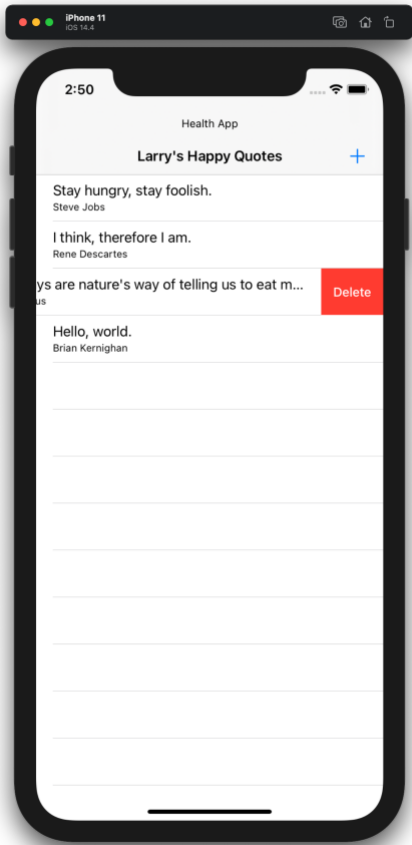 iPhone 11
iOS 14.4
2:50
Health App
Larry's Happy Quotes
Stay hungry, stay foolish.
Steve Jobs
I think, therefore I am.
Rene Descartes
ys are nature's way of telling us to eat m...
us
Delete
Hello, world.
Brian Kernighan